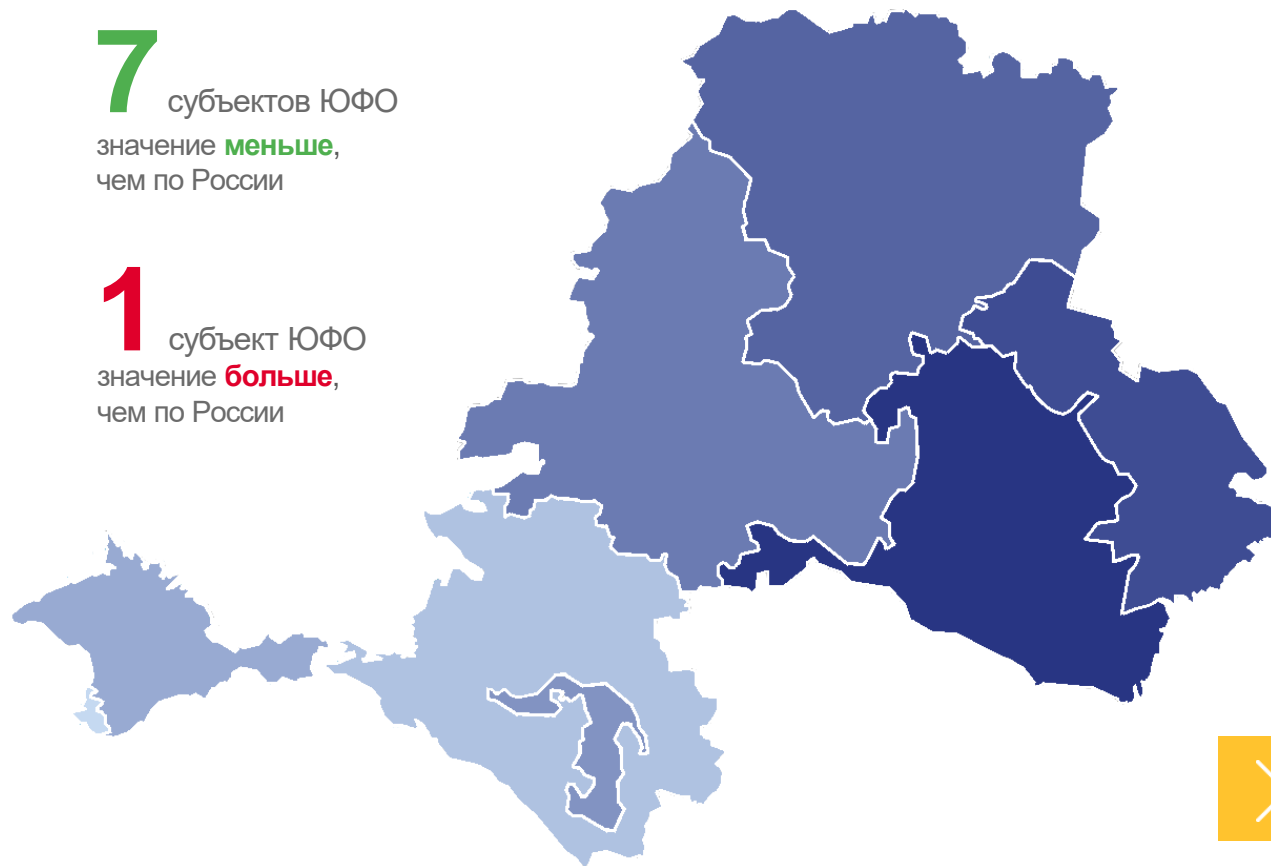 7 субъектов ЮФО
значение меньше,
чем по России
1 субъект ЮФО
значение больше,
чем по России